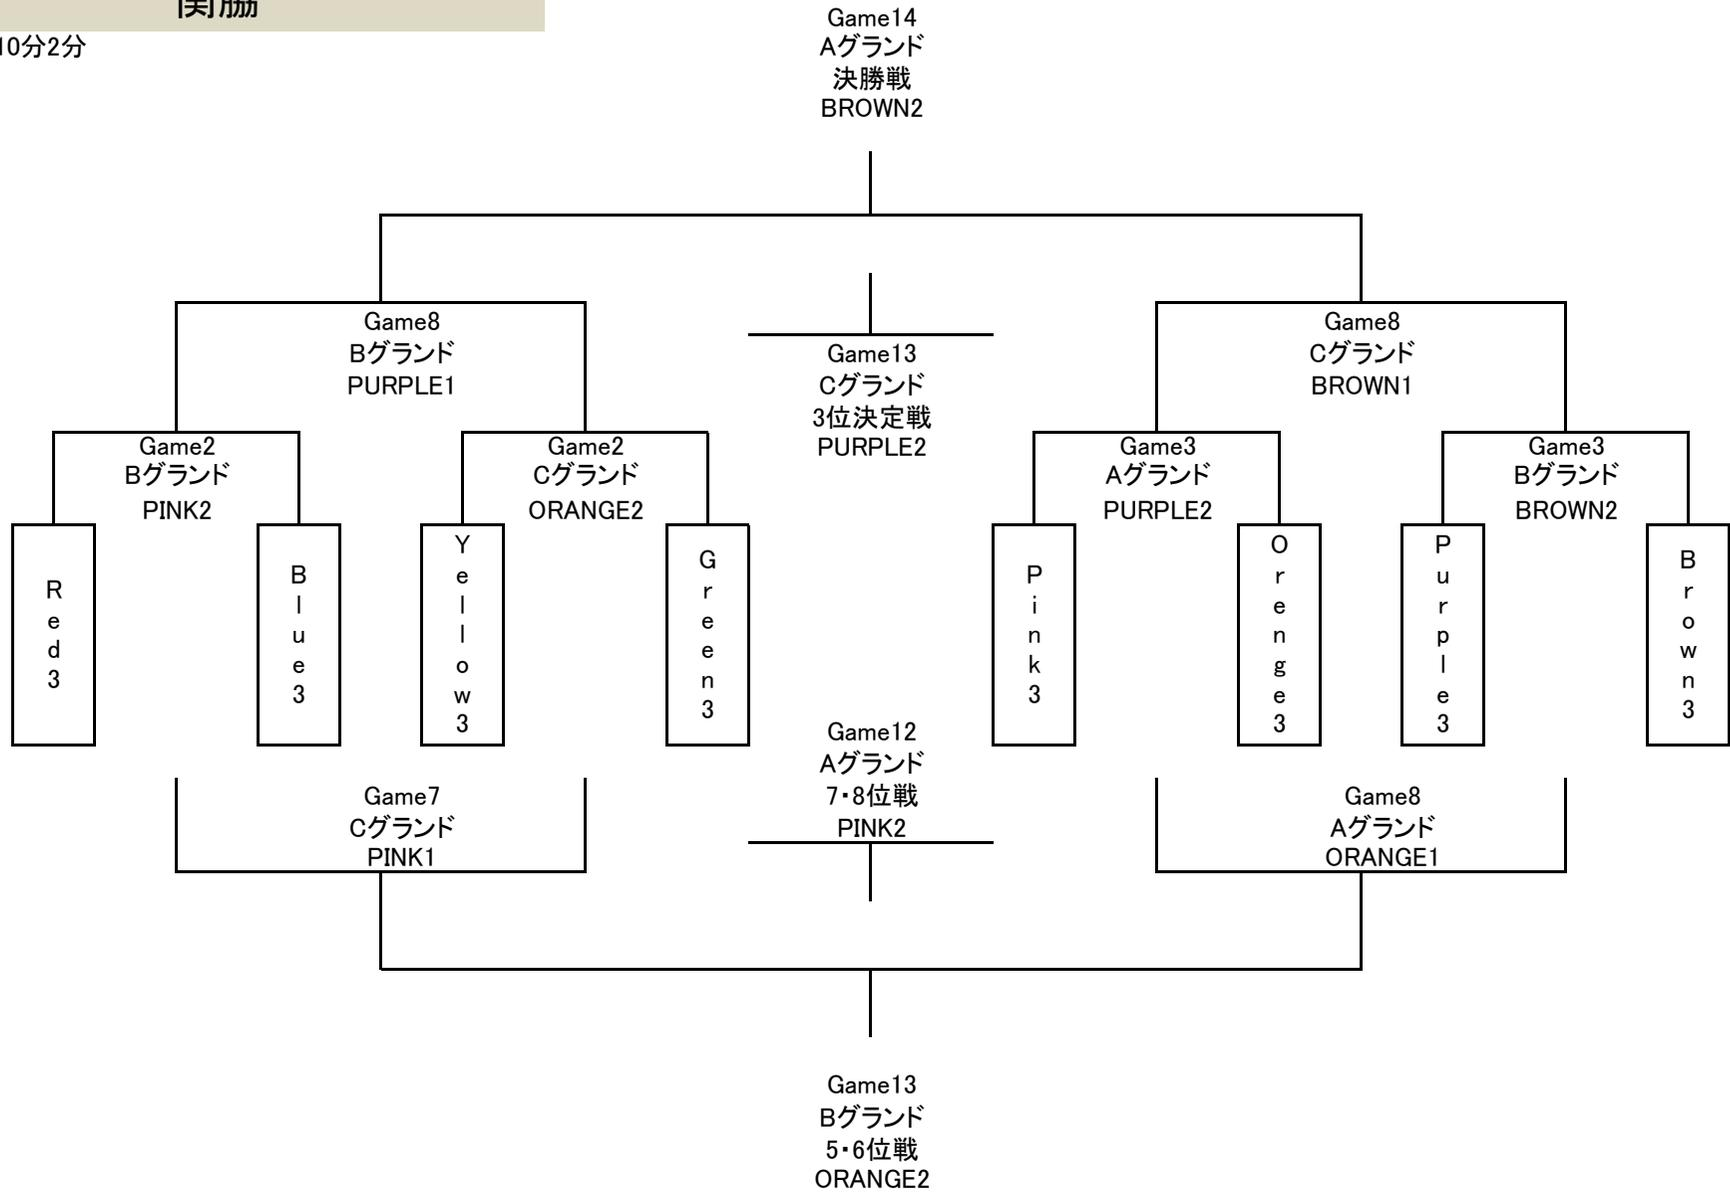 関脇
10分2分
Game14
Aグランド
決勝戦
BROWN2
Game8
Bグランド
PURPLE1
Game13
Cグランド
3位決定戦
PURPLE2
Game8
Cグランド
BROWN1
Game2
Bグランド
PINK2
Game2
Cグランド
ORANGE2
Game3
Aグランド
PURPLE2
Game3
Bグランド
BROWN2
Red3
Blue3
Yellow3
Green3
Pink3
Orenge3
Purple3
Brown3
Game12
Aグランド
7・8位戦
PINK2
Game7
Cグランド
PINK1
Game8
Aグランド
ORANGE1
Game13
Bグランド
5・6位戦
ORANGE2